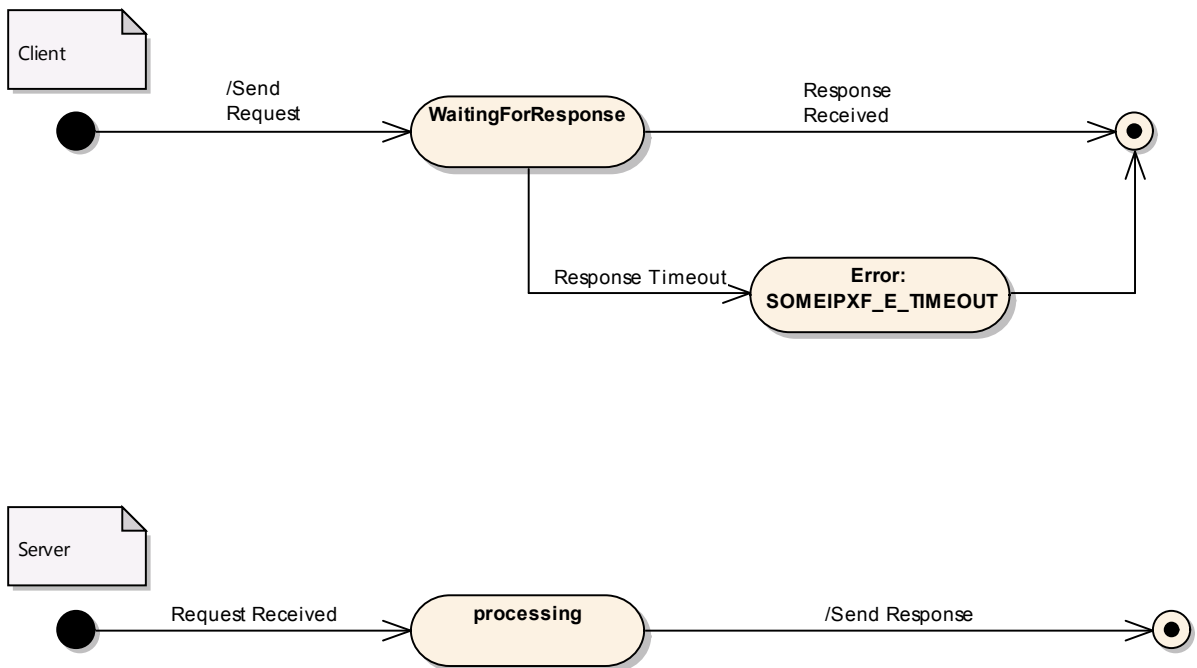 Client
/Send
Request
WaitingForResponse
Response
Received
Response Timeout
Error:
SOMEIPXF_E_TIMEOUT
Server
Request Received
processing
/Send Response